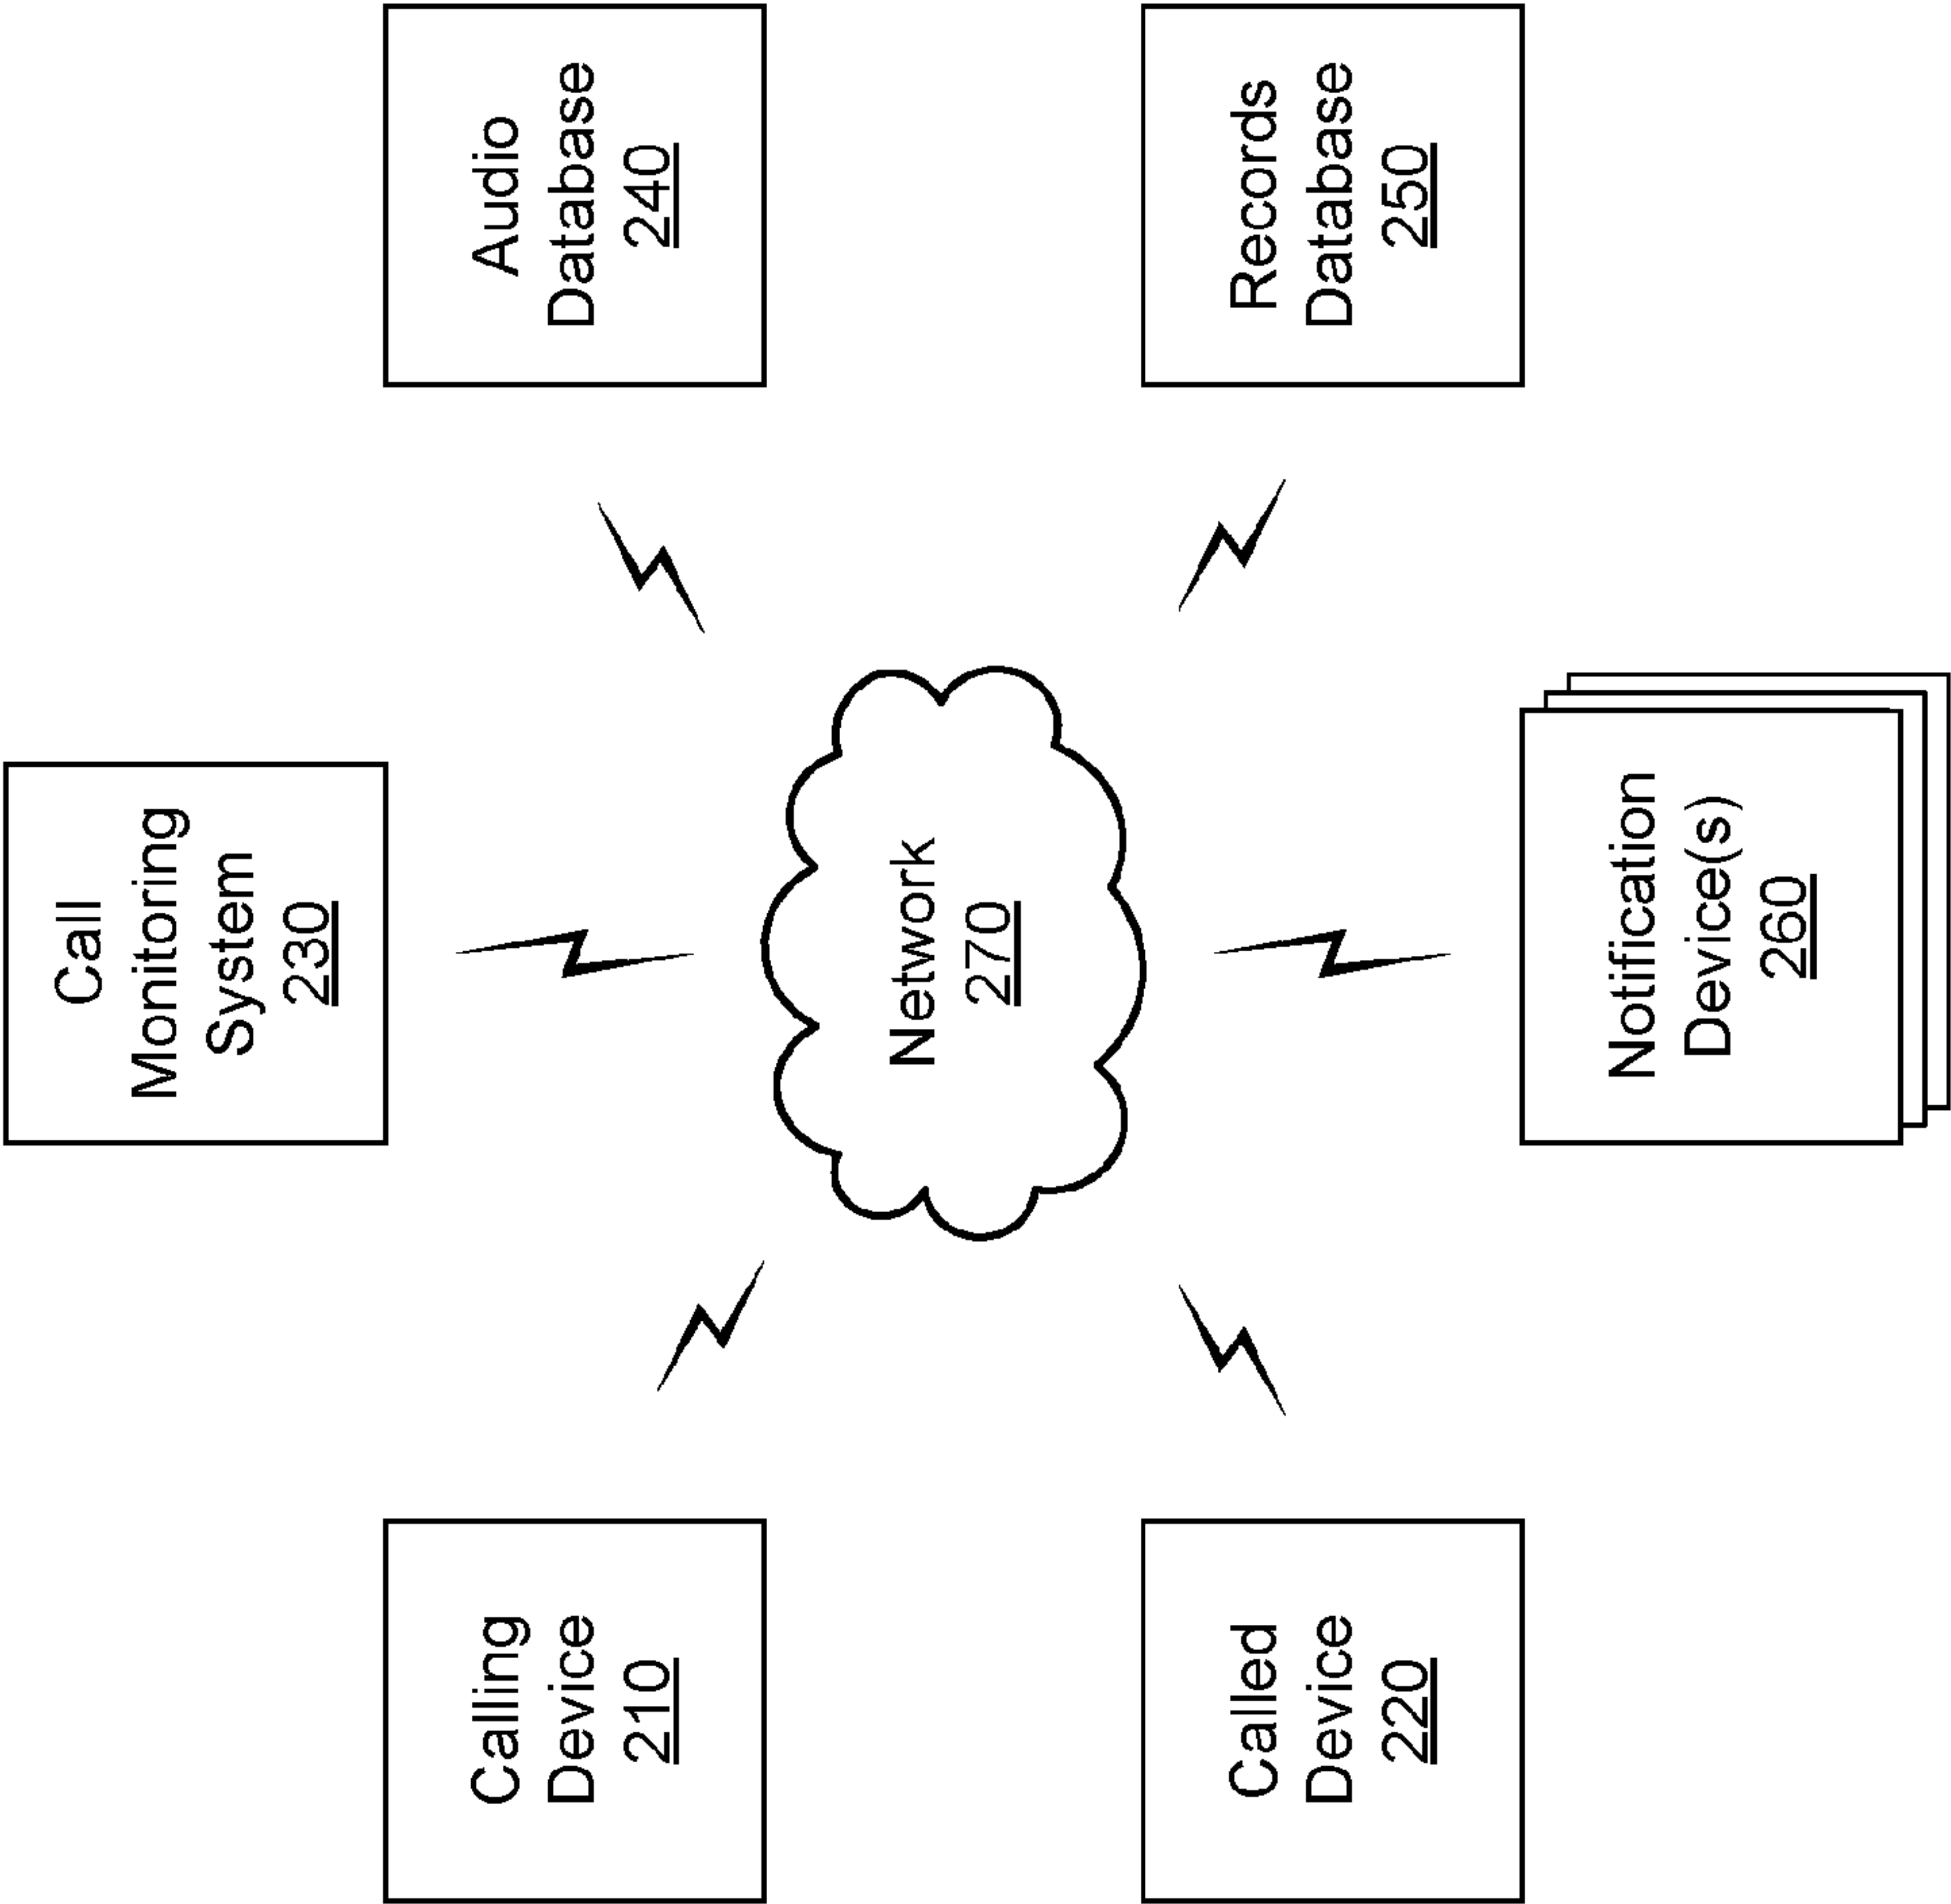 Call
Monitoring
System
230
Calling
Device
210
Audio
Database
240
Network
270
Called
Device
220
Records
Database
250
Notification
Device(s)
260